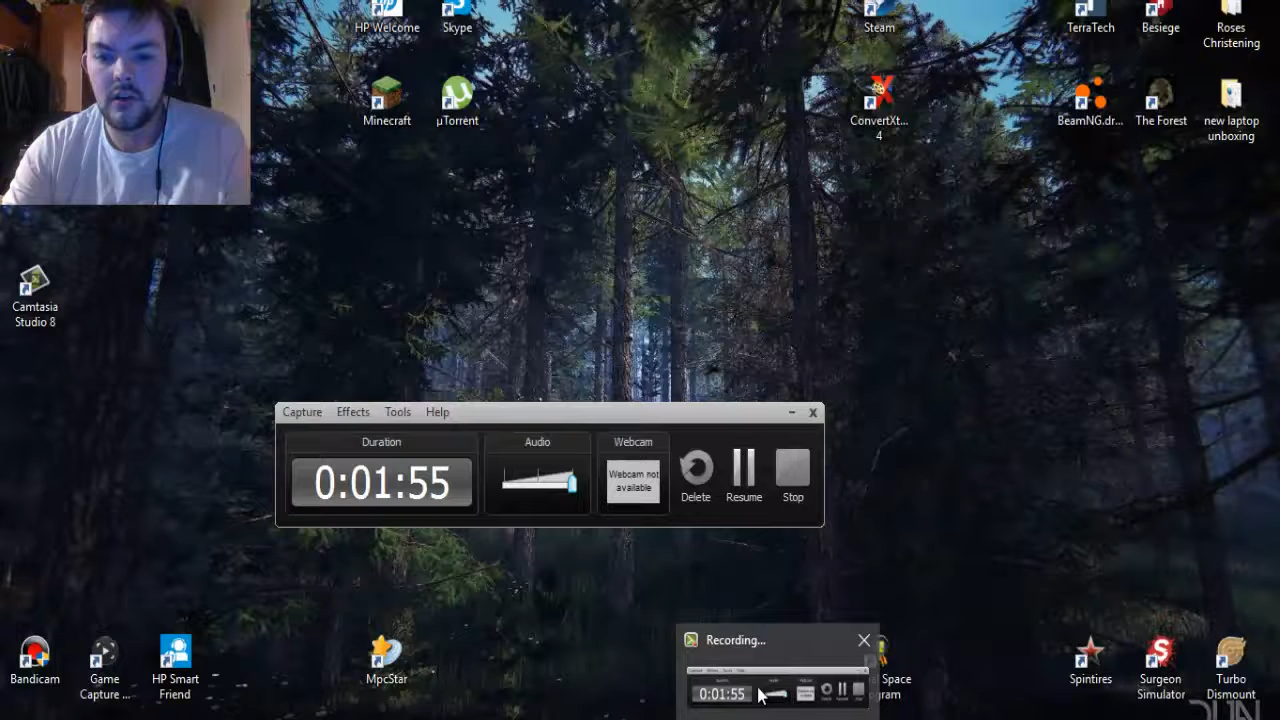 HP Welcome
Skype
Steam
TerraTech
Besiege
Roses
Christening
Minecraft
µTorrent
ConvertXt...
4
BeamNG.dr...
The Forest
new laptop
unboxing
Camtasia
Studio 8
Capture Effects Tools Help
Duration
Audio
Webcam
0:01:55
Webcam not
available
Delete
Resume
Stop
Recording...
0:01:55
Bandicam
Game
Capture ...
HP Smart
Friend
MpcStar
Space
gram
Spintires
Surgeon
Simulator
Turbo
Dismount